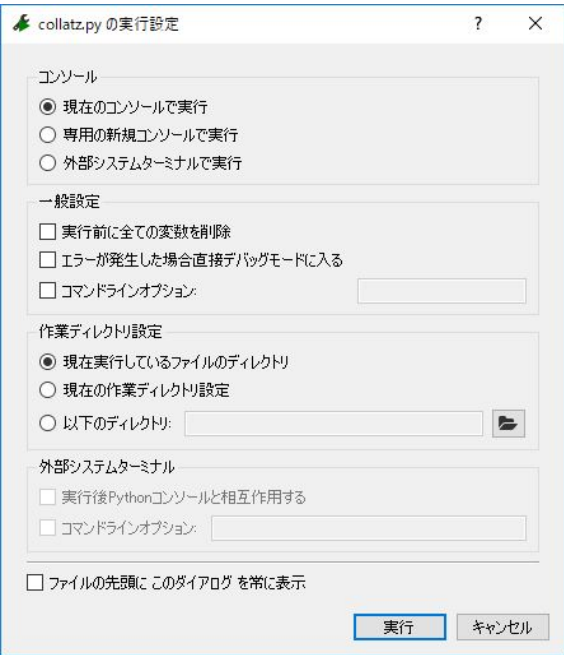 collatz.py の実行設定
?
コンソール
現在のコンソールで実行
専用の新規コンソールで実行
外部システムターミナルで実行
一般設定
実行前に全ての変数を削除
エラーが発生した場合直接デバッグモードに入る
コマンドラインオプション:
作業ディレクトリ設定
現在実行しているファイルのディレクトリ
現在の作業ディレクトリ設定
以下のディレクトリ:
外部システムターミナル
実行後Pythonコンソールと相互作用する
コマンドラインオプション:
ファイルの先頭に このダイアログ を常に表示
実行 キャンセル